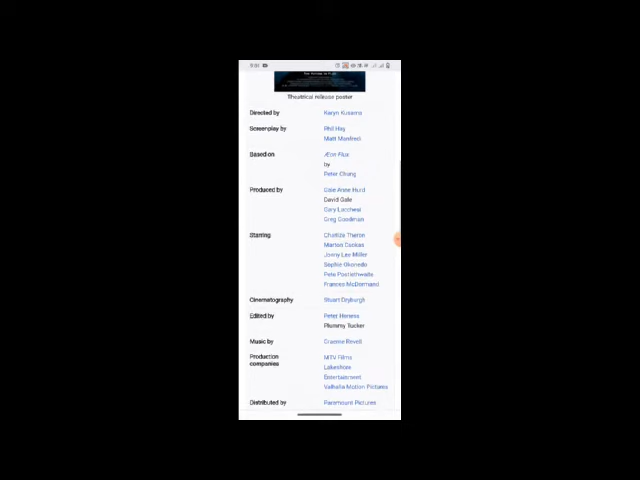 Theatrical release poster
Directed by Karyn Kusama
Screenplay by Phil Hay
Matt Manfredi
Based on Æon Flux
by
Peter Chung
Produced by Gale Anne Hurd
David Gale
Gary Lucchesi
Greg Goodman
Starring Charlize Theron
Marton Csokas
Jonny Lee Miller
Sophie Okonedo
Pete Postlethwaite
Frances McDormand
Cinematography Stuart Dryburgh
Edited by Peter Honess
Plummy Tucker
Music by Graeme Revell
Production MTV Films
companies Lakeshore
Entertainment
Valhalla Motion Pictures
Distributed by Paramount Pictures